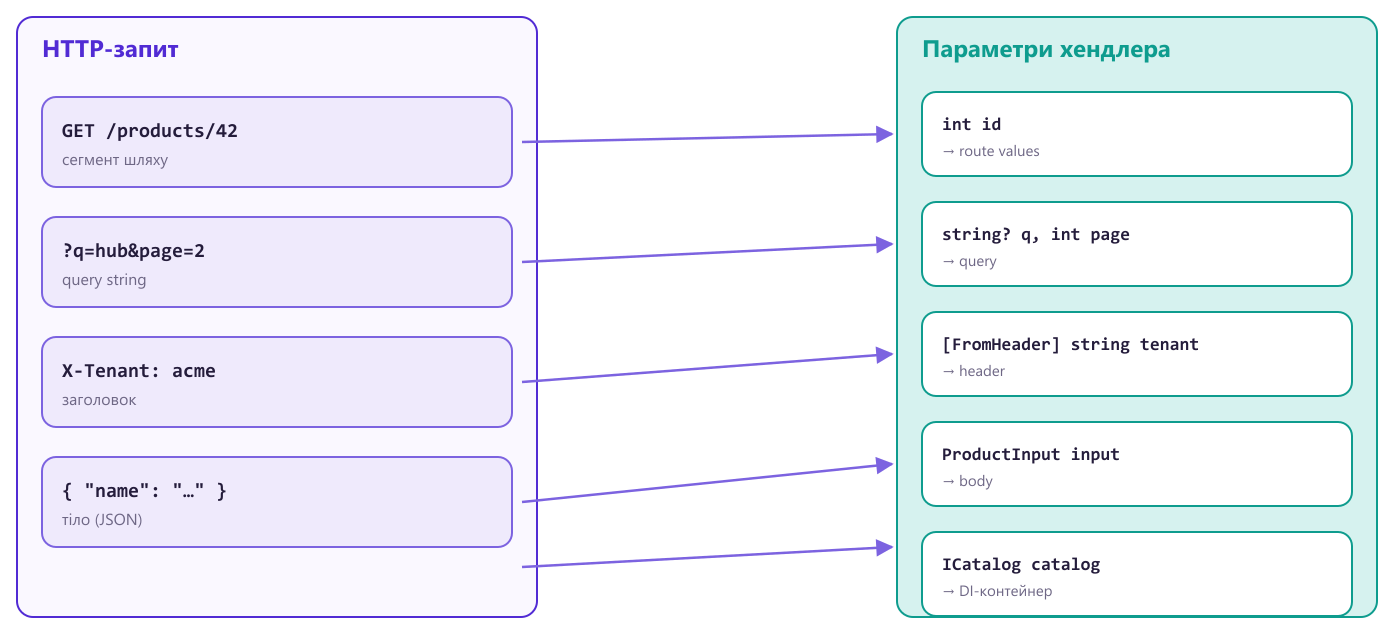 HTTP-запит
GET /products/42
сегмент шляху
?q=hub&page=2
query string
X-Tenant: acme
заголовок
{ "name": "…" }
тіло (JSON)
Параметри хендлера
int id
→ route values
string? q, int page
→ query
[FromHeader] string tenant
→ header
ProductInput input
→ body
ICatalog catalog
→ DI-контейнер